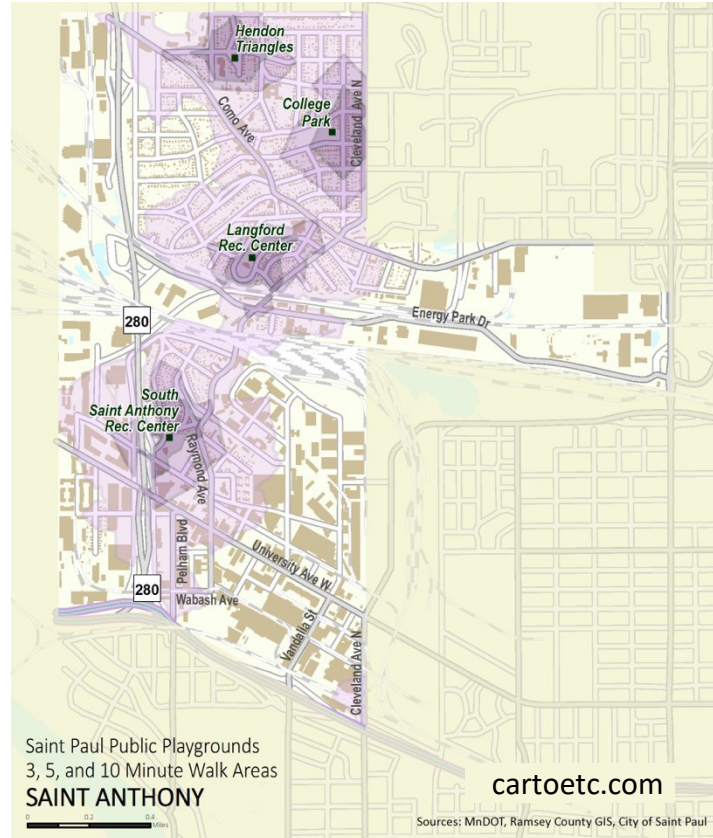 Hendon
Triangles
College
Park
Cleveland Ave N
Como Ave
Langford
Rec. Center
Energy Park Dr
280
South
Saint Anthony
Rec. Center
Raymond Ave
Pelham Blvd
University Ave W
280
Wabash Ave
Vandalia St
Cleveland Ave N
Saint Paul Public Playgrounds
3, 5, and 10 Minute Walk Areas
SAINT ANTHONY
0 0.2 0.4
Miles
cartoetc.com
Sources: MnDOT, Ramsey County GIS, City of Saint Paul